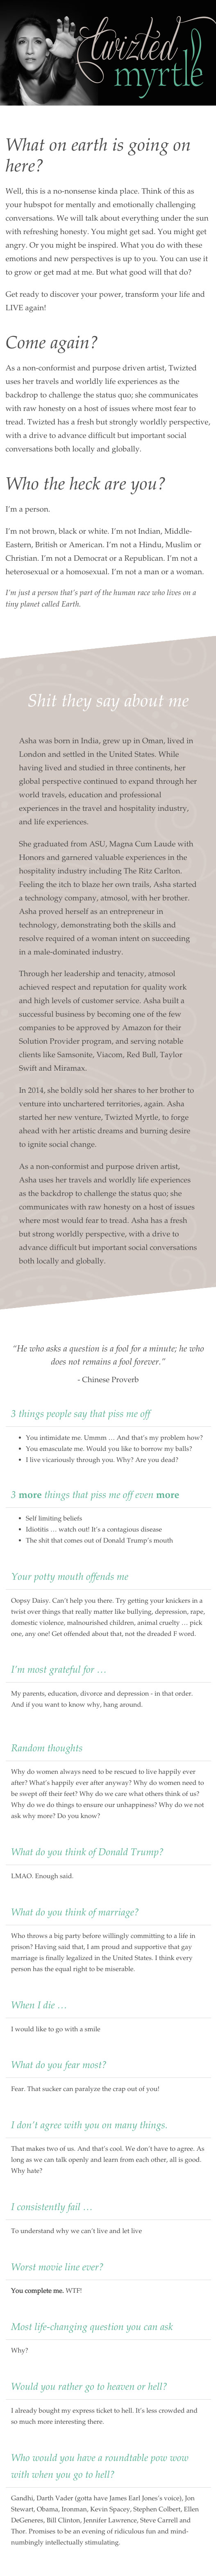 twizted
myrtle
What on earth is going on
here?
Well, this is a no-nonsense kinda place. Think of this as
your hubspot for mentally and emotionally challenging
conversations. We will talk about everything under the sun
with refreshing honesty. You might get sad. You might get
angry. Or you might be inspired. What you do with these
emotions and new perspectives is up to you. You can use it
to grow or get mad at me. But what good will that do?
Get ready to discover your power, transform your life and
LIVE again!
Come again?
As a non-conformist and purpose driven artist, Twizted
uses her travels and worldly life experiences as the
backdrop to challenge the status quo; she communicates
with raw honesty on a host of issues where most fear to
tread. Twizted has a fresh but strongly worldly perspective,
with a drive to advance difficult but important social
conversations both locally and globally.
Who the heck are you?
I'm a person.
I'm not brown, black or white. I'm not Indian, Middle-
Eastern, British or American. I'm not a Hindu, Muslim or
Christian. I'm not a Democrat or a Republican. I'm not a
heterosexual or a homosexual. I'm not a man or a woman.
I'm just a person that's part of the human race who lives on a
tiny planet called Earth.
Shit they say about me
Asha was born in India, grew up in Oman, lived in
London and settled in the United States. While
having lived and studied in three continents, her
global perspective continued to expand through her
world travels, education and professional
experiences in the travel and hospitality industry,
and life experiences.
She graduated from ASU, Magna Cum Laude with
Honors and garnered valuable experiences in the
hospitality industry including The Ritz Carlton.
Feeling the itch to blaze her own trails, Asha started
a technology company, atmosol, with her brother.
Asha proved herself as an entrepreneur in
technology, demonstrating both the skills and
resolve required of a woman intent on succeeding
in a male-dominated industry.
Through her leadership and tenacity, atmosol
achieved respect and reputation for quality work
and high levels of customer service. Asha built a
successful business by becoming one of the few
companies to be approved by Amazon for their
Solution Provider program, and serving notable
clients like Samsonite, Viacom, Red Bull, Taylor
Swift and Miramax.
In 2014, she boldly sold her shares to her brother to
venture into unchartered territories, again. Asha
started her new venture, Twizted Myrtle, to forge
ahead with her artistic dreams and burning desire
to ignite social change.
As a non-conformist and purpose driven artist,
Asha uses her travels and worldly life experiences
as the backdrop to challenge the status quo; she
communicates with raw honesty on a host of issues
where most would fear to tread. Asha has a fresh
but strong worldly perspective, with a drive to
advance difficult but important social conversations
both locally and globally.
"He who asks a question is a fool for a minute; he who
does not remains a fool forever."
- Chinese Proverb
3 things people say that piss me off
• You intimidate me. Ummm … And that's my problem how?
• You emasculate me. Would you like to borrow my balls?
• I live vicariously through you. Why? Are you dead?
3 more things that piss me off even more
• Self limiting beliefs
• Idiotitis … watch out! It's a contagious disease
• The shit that comes out of Donald Trump's mouth
Your potty mouth offends me
Oopsy Daisy. Can't help you there. Try getting your knickers in a
twist over things that really matter like bullying, depression, rape,
domestic violence, malnourished children, animal cruelty … pick
one, any one! Get offended about that, not the dreaded F word.
I'm most grateful for …
My parents, education, divorce and depression - in that order.
And if you want to know why, hang around.
Random thoughts
Why do women always need to be rescued to live happily ever
after? What's happily ever after anyway? Why do women need to
be swept off their feet? Why do we care what others think of us?
Why do we do things to ensure our unhappiness? Why do we not
ask why more? Do you know?
What do you think of Donald Trump?
LMAO. Enough said.
What do you think of marriage?
Who throws a big party before willingly committing to a life in
prison? Having said that, I am proud and supportive that gay
marriage is finally legalized in the United States. I think every
person has the equal right to be miserable.
When I die …
I would like to go with a smile
What do you fear most?
Fear. That sucker can paralyze the crap out of you!
I don't agree with you on many things.
That makes two of us. And that's cool. We don't have to agree. As
long as we can talk openly and learn from each other, all is good.
Why hate?
I consistently fail …
To understand why we can't live and let live
Worst movie line ever?
You complete me. WTF!
Most life-changing question you can ask
Why?
Would you rather go to heaven or hell?
I already bought my express ticket to hell. It's less crowded and
so much more interesting there.
Who would you have a roundtable pow wow
with when you go to hell?
Gandhi, Darth Vader (gotta have James Earl Jones's voice), Jon
Stewart, Obama, Ironman, Kevin Spacey, Stephen Colbert, Ellen
DeGeneres, Bill Clinton, Jennifer Lawrence, Steve Carrell and
Thor. Promises to be an evening of ridiculous fun and mind-
numbingly intellectually stimulating.